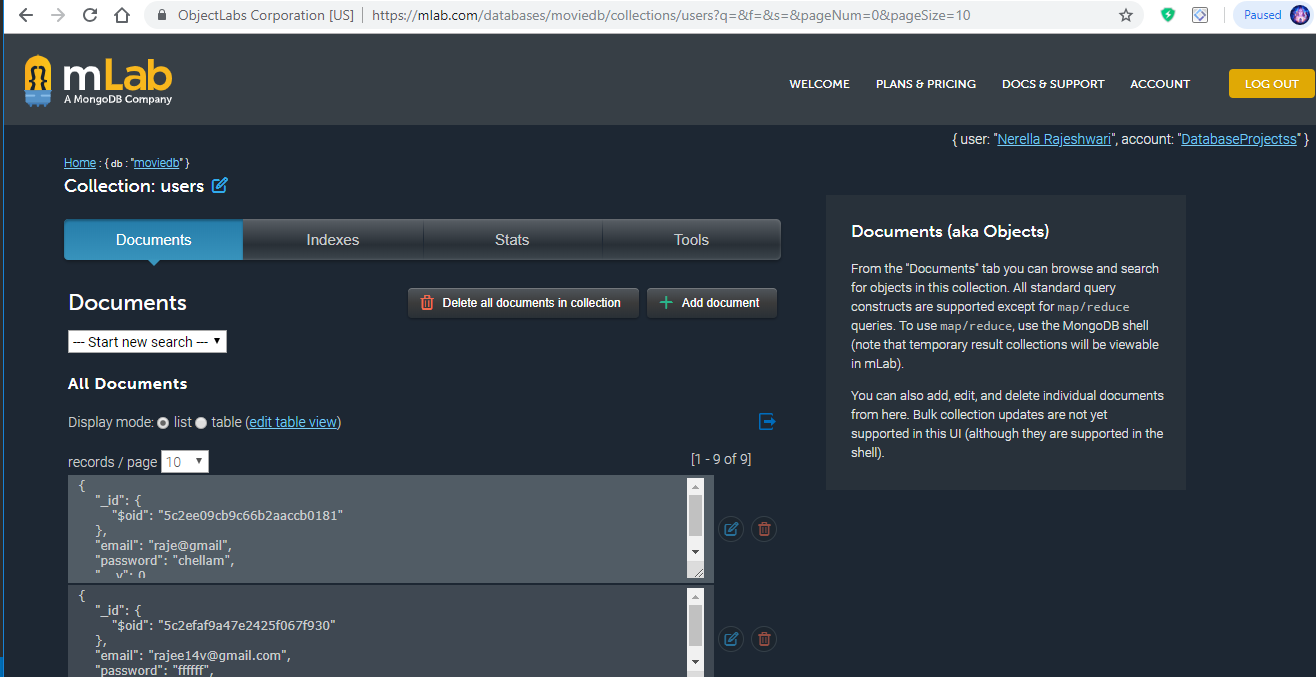 ObjectLabs Corporation [US] | https://mlab.com/databases/moviedb/collections/users?q=&f=&s=&pageNum=0&pageSize=10
Paused
mLab
A MongoDB Company
WELCOME PLANS & PRICING DOCS & SUPPORT ACCOUNT LOG OUT
{ user: "Nerella Rajeshwari", account: "DatabaseProjectss" }
Home : { db : "moviedb" }
Collection: users
Documents Indexes Stats Tools
Documents
Delete all documents in collection
Add document
--- Start new search ---
All Documents
Display mode: list table (edit table view)
records / page 10
[1 - 9 of 9]
{
"_id": {
"$oid": "5c2ee09cb9c66b2aaccb0181"
},
"email": "raje@gmail",
"password": "chellam",
"__v": 0
{
"_id": {
"$oid": "5c2efaf9a47e2425f067f930"
},
"email": "rajee14v@gmail.com",
"password": "ffffff",
Documents (aka Objects)
From the "Documents" tab you can browse and search
for objects in this collection. All standard query
constructs are supported except for map/reduce
queries. To use map/reduce, use the MongoDB shell
(note that temporary result collections will be viewable
in mLab).
You can also add, edit, and delete individual documents
from here. Bulk collection updates are not yet
supported in this UI (although they are supported in the
shell).